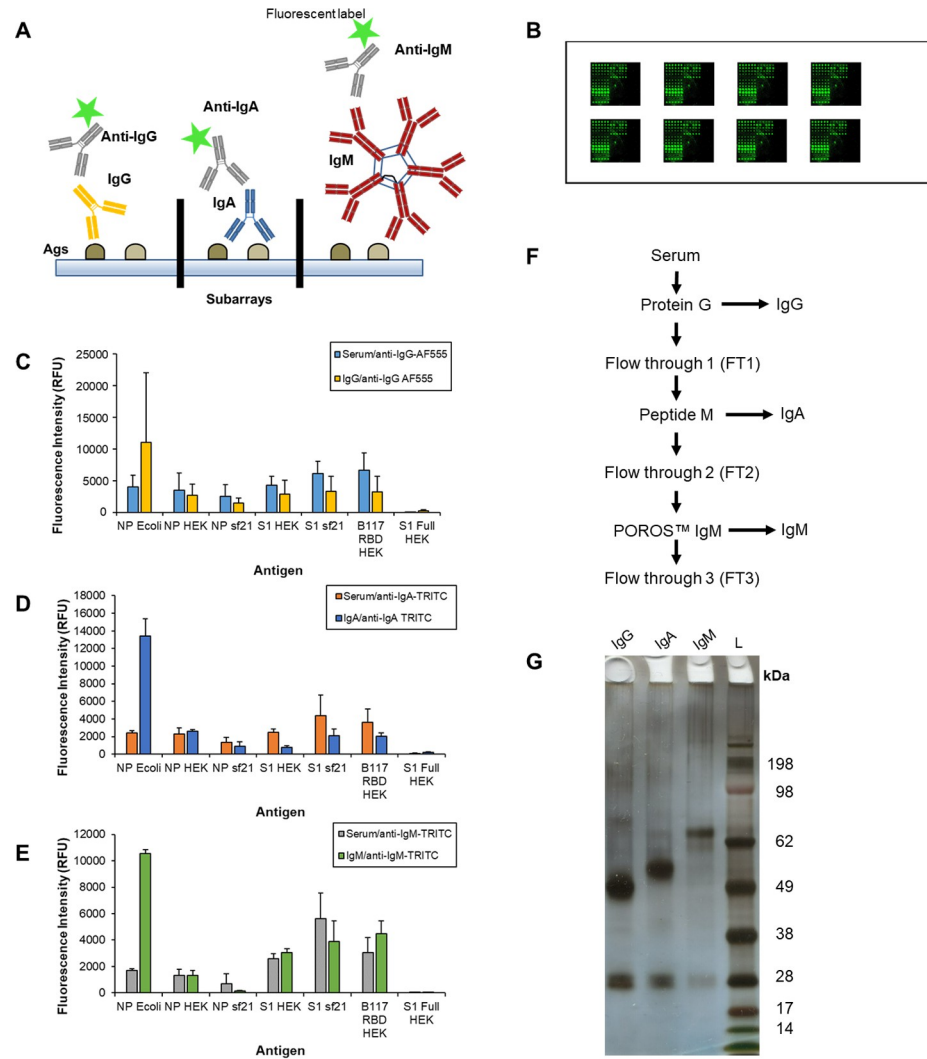 A
Fluorescent label
Anti-IgM
Anti-IgA
Anti-IgG
IgM
IgG
IgA
Ags
Subarrays
B
C
Fluorescence Intensity (RFU)
25000
20000
15000
10000
5000
0
Serum/anti-IgG-AF555
IgG/anti-IgG AF555
NP Ecoli
NP HEK
NP sf21
S1 HEK
S1 sf21
B117
RBD
HEK
S1 Full
HEK
Antigen
D
Fluorescence Intensity (RFU)
18000
16000
14000
12000
10000
8000
6000
4000
2000
0
Serum/anti-IgA-TRITC
IgA/anti-IgA TRITC
NP Ecoli
NP HEK
NP sf21
S1 HEK
S1 sf21
B117
RBD
HEK
S1 Full
HEK
Antigen
E
Fluorescence Intensity (RFU)
12000
10000
8000
6000
4000
2000
0
Serum/anti-IgM-TRITC
IgM/anti-IgM-TRITC
NP Ecoli
NP HEK
NP sf21
S1 HEK
S1 sf21
B117
RBD
HEK
S1 Full
HEK
Antigen
F
Serum
Protein G
IgG
Flow through 1 (FT1)
Peptide M
IgA
Flow through 2 (FT2)
POROS™ IgM
IgM
Flow through 3 (FT3)
G
IgG
IgA
IgM
L
kDa
198
98
62
49
38
28
17
14